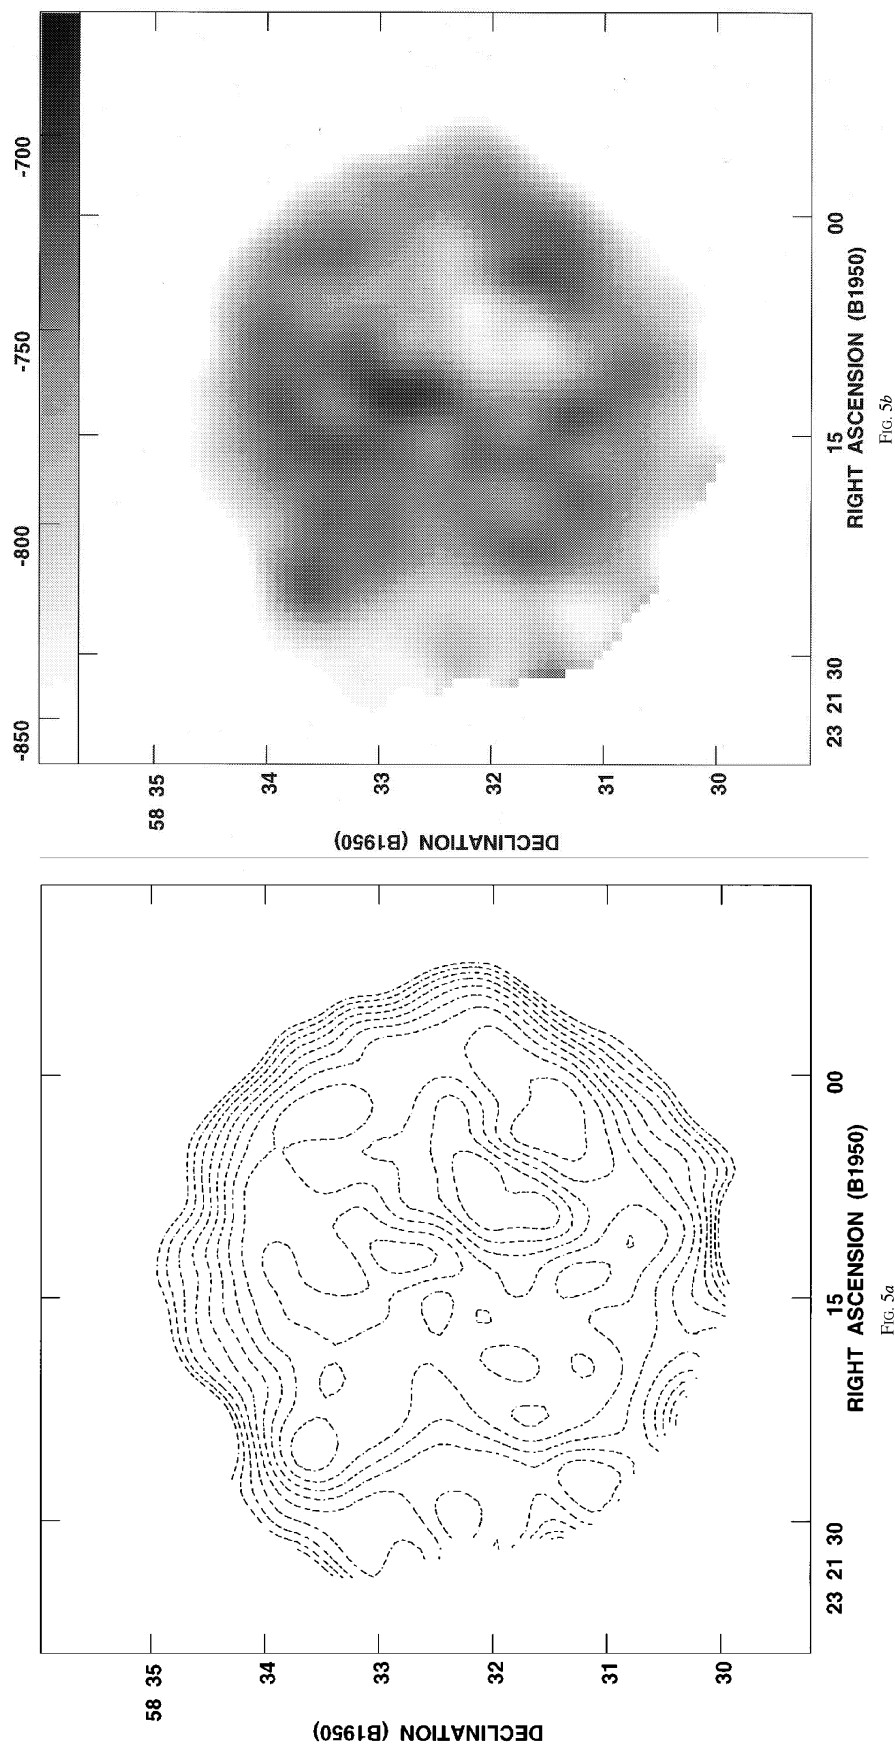 -850 -800 -750 -700
58 35
34
33
32
31
30
DECLINATION (B1950)
23 21 30 15 00
RIGHT ASCENSION (B1950)
FIG. 5b
58 35
34
33
32
31
30
DECLINATION (B1950)
23 21 30 15 00
RIGHT ASCENSION (B1950)
FIG. 5a